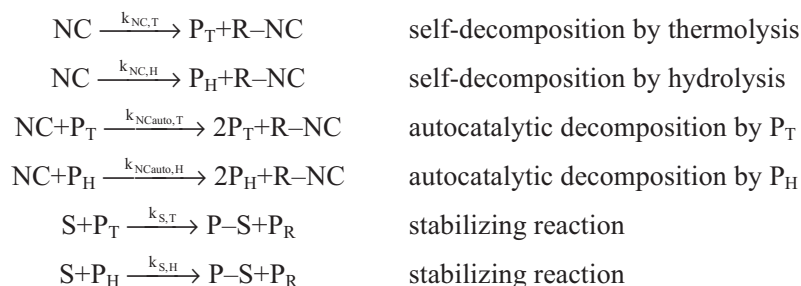 NC —k_NC,T→ P_T+R–NC self-decomposition by thermolysis
NC —k_NC,H→ P_H+R–NC self-decomposition by hydrolysis
NC+P_T —k_NCauto,T→ 2P_T+R–NC autocatalytic decomposition by P_T
NC+P_H —k_NCauto,H→ 2P_H+R–NC autocatalytic decomposition by P_H
S+P_T —k_S,T→ P–S+P_R stabilizing reaction
S+P_H —k_S,H→ P–S+P_R stabilizing reaction